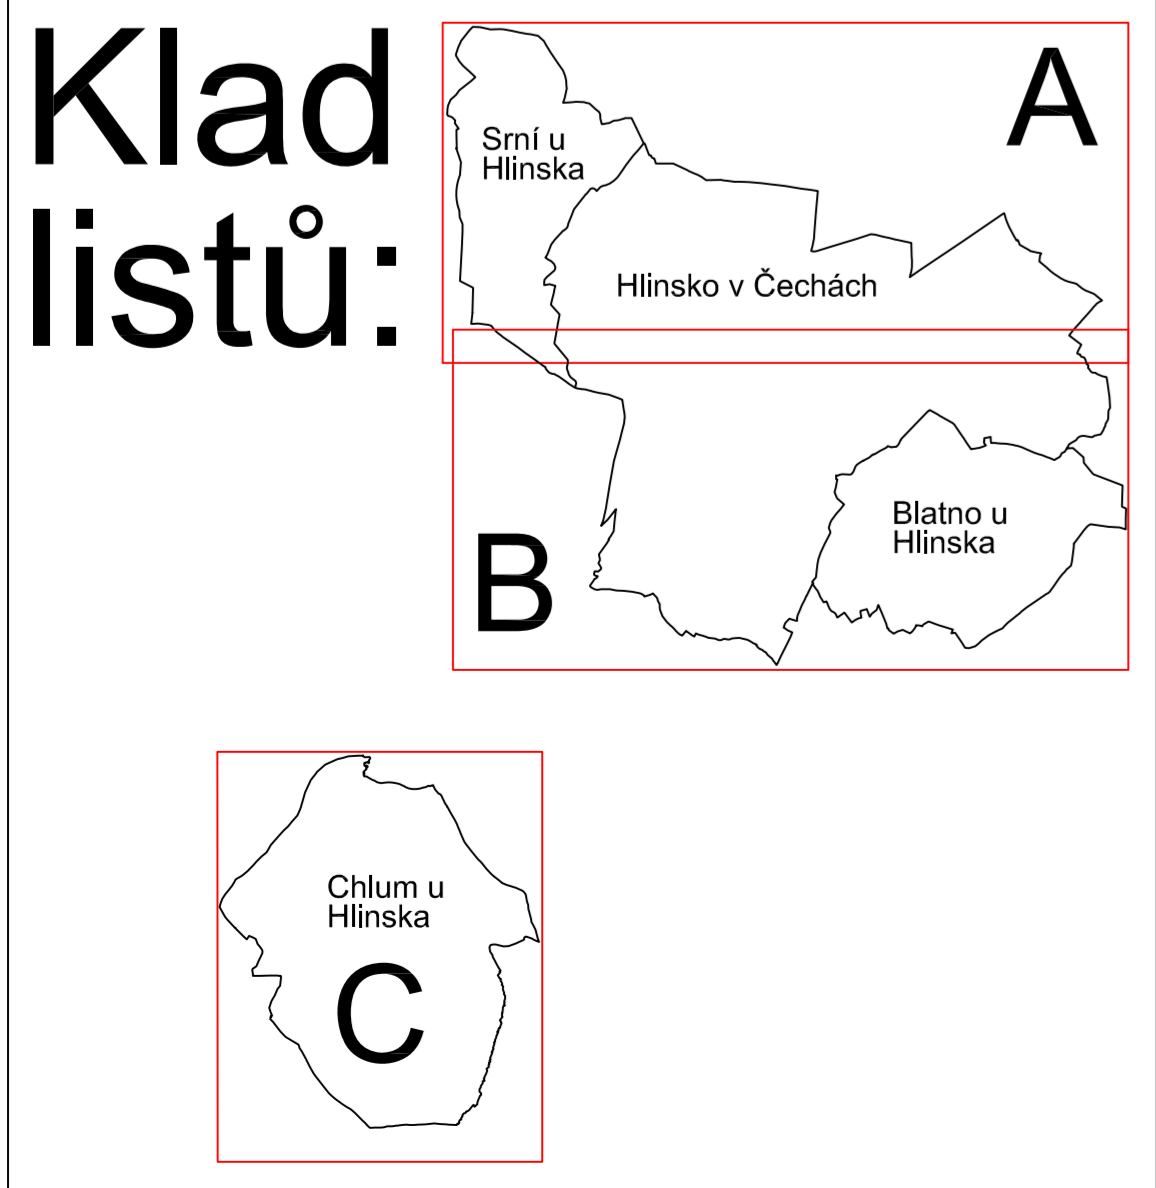 Klad
listů:
A
Srní u
Hlinska
Hlinsko v Čechách
B
Blatno u
Hlinska
Chlum u
Hlinska
C